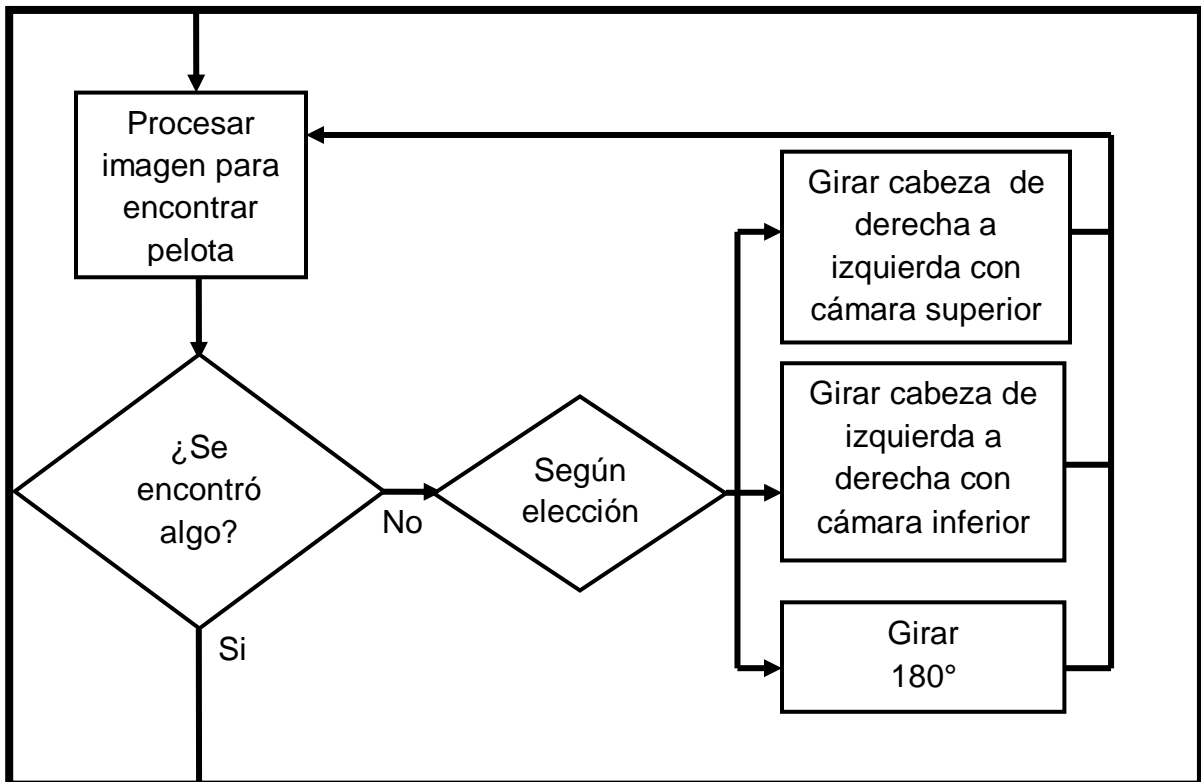 Procesar
imagen para
encontrar
pelota
¿Se
encontró
algo?
No
Si
Según
elección
Girar cabeza de
derecha a
izquierda con
cámara superior
Girar cabeza de
izquierda a
derecha con
cámara inferior
Girar
180°